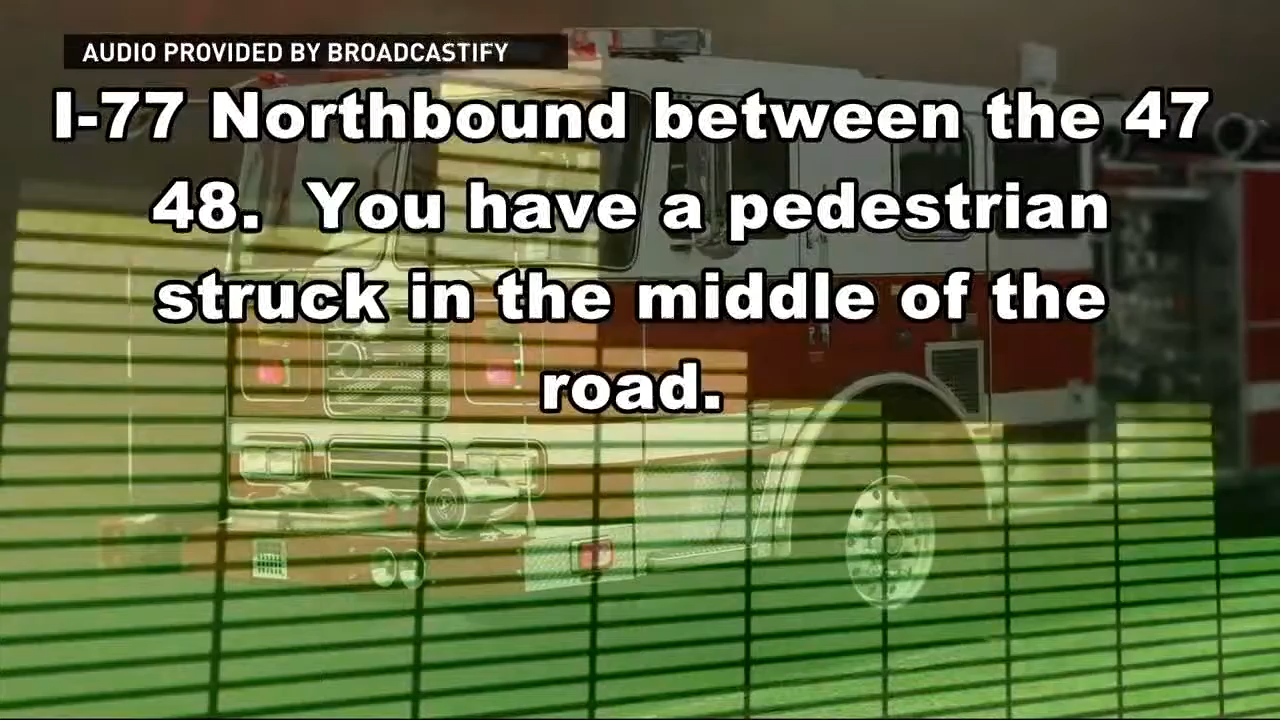 AUDIO PROVIDED BY BROADCASTIFY
I-77 Northbound between the 47
48.  You have a pedestrian
struck in the middle of the
road.